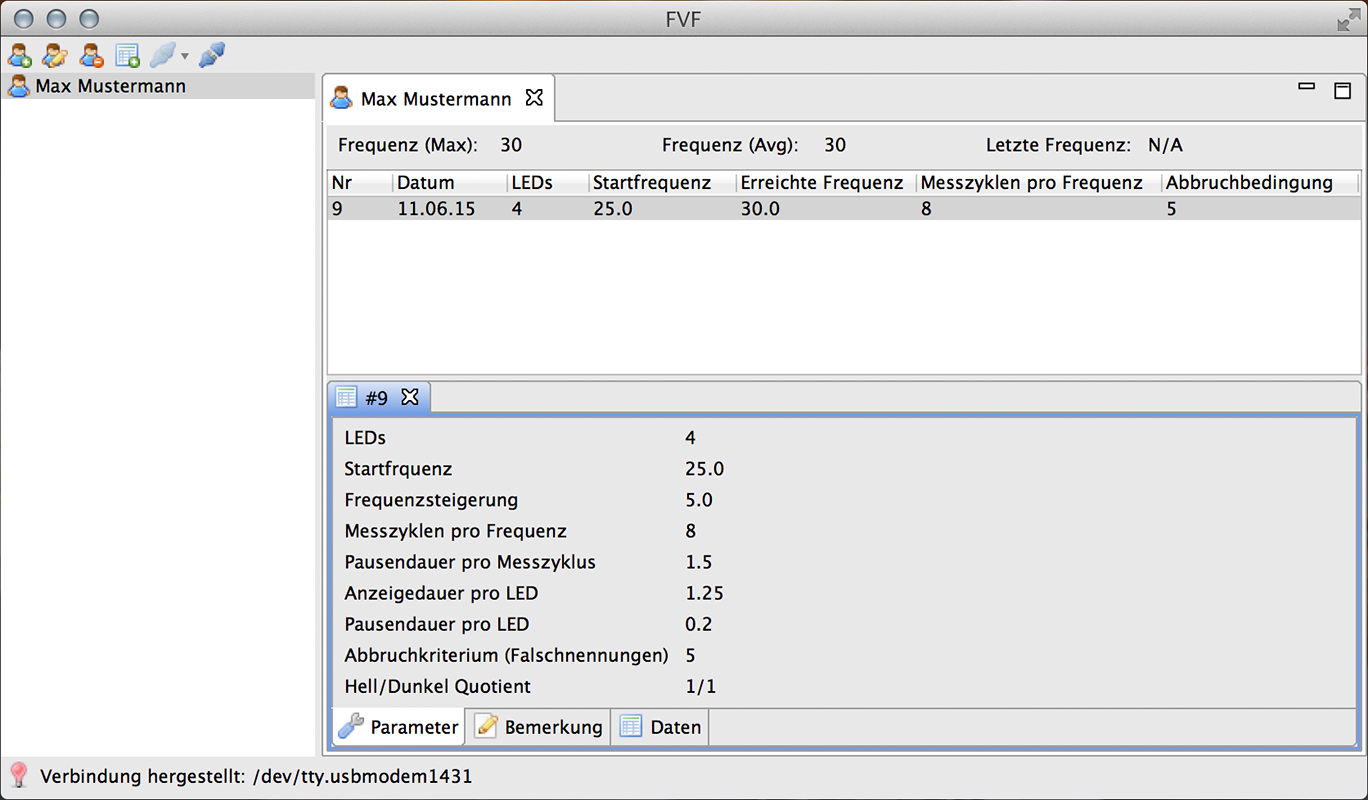 FVF
Max Mustermann
Max Mustermann
Frequenz (Max): 30 Frequenz (Avg): 30 Letzte Frequenz: N/A
Nr Datum LEDs Startfrequenz Erreichte Frequenz Messzyklen pro Frequenz Abbruchbedingung
9 11.06.15 4 25.0 30.0 8 5
#9
LEDs 4
Startfrquenz 25.0
Frequenzsteigerung 5.0
Messzyklen pro Frequenz 8
Pausendauer pro Messzyklus 1.5
Anzeigedauer pro LED 1.25
Pausendauer pro LED 0.2
Abbruchkriterium (Falschnennungen) 5
Hell/Dunkel Quotient 1/1
Parameter Bemerkung Daten
Verbindung hergestellt: /dev/tty.usbmodem1431